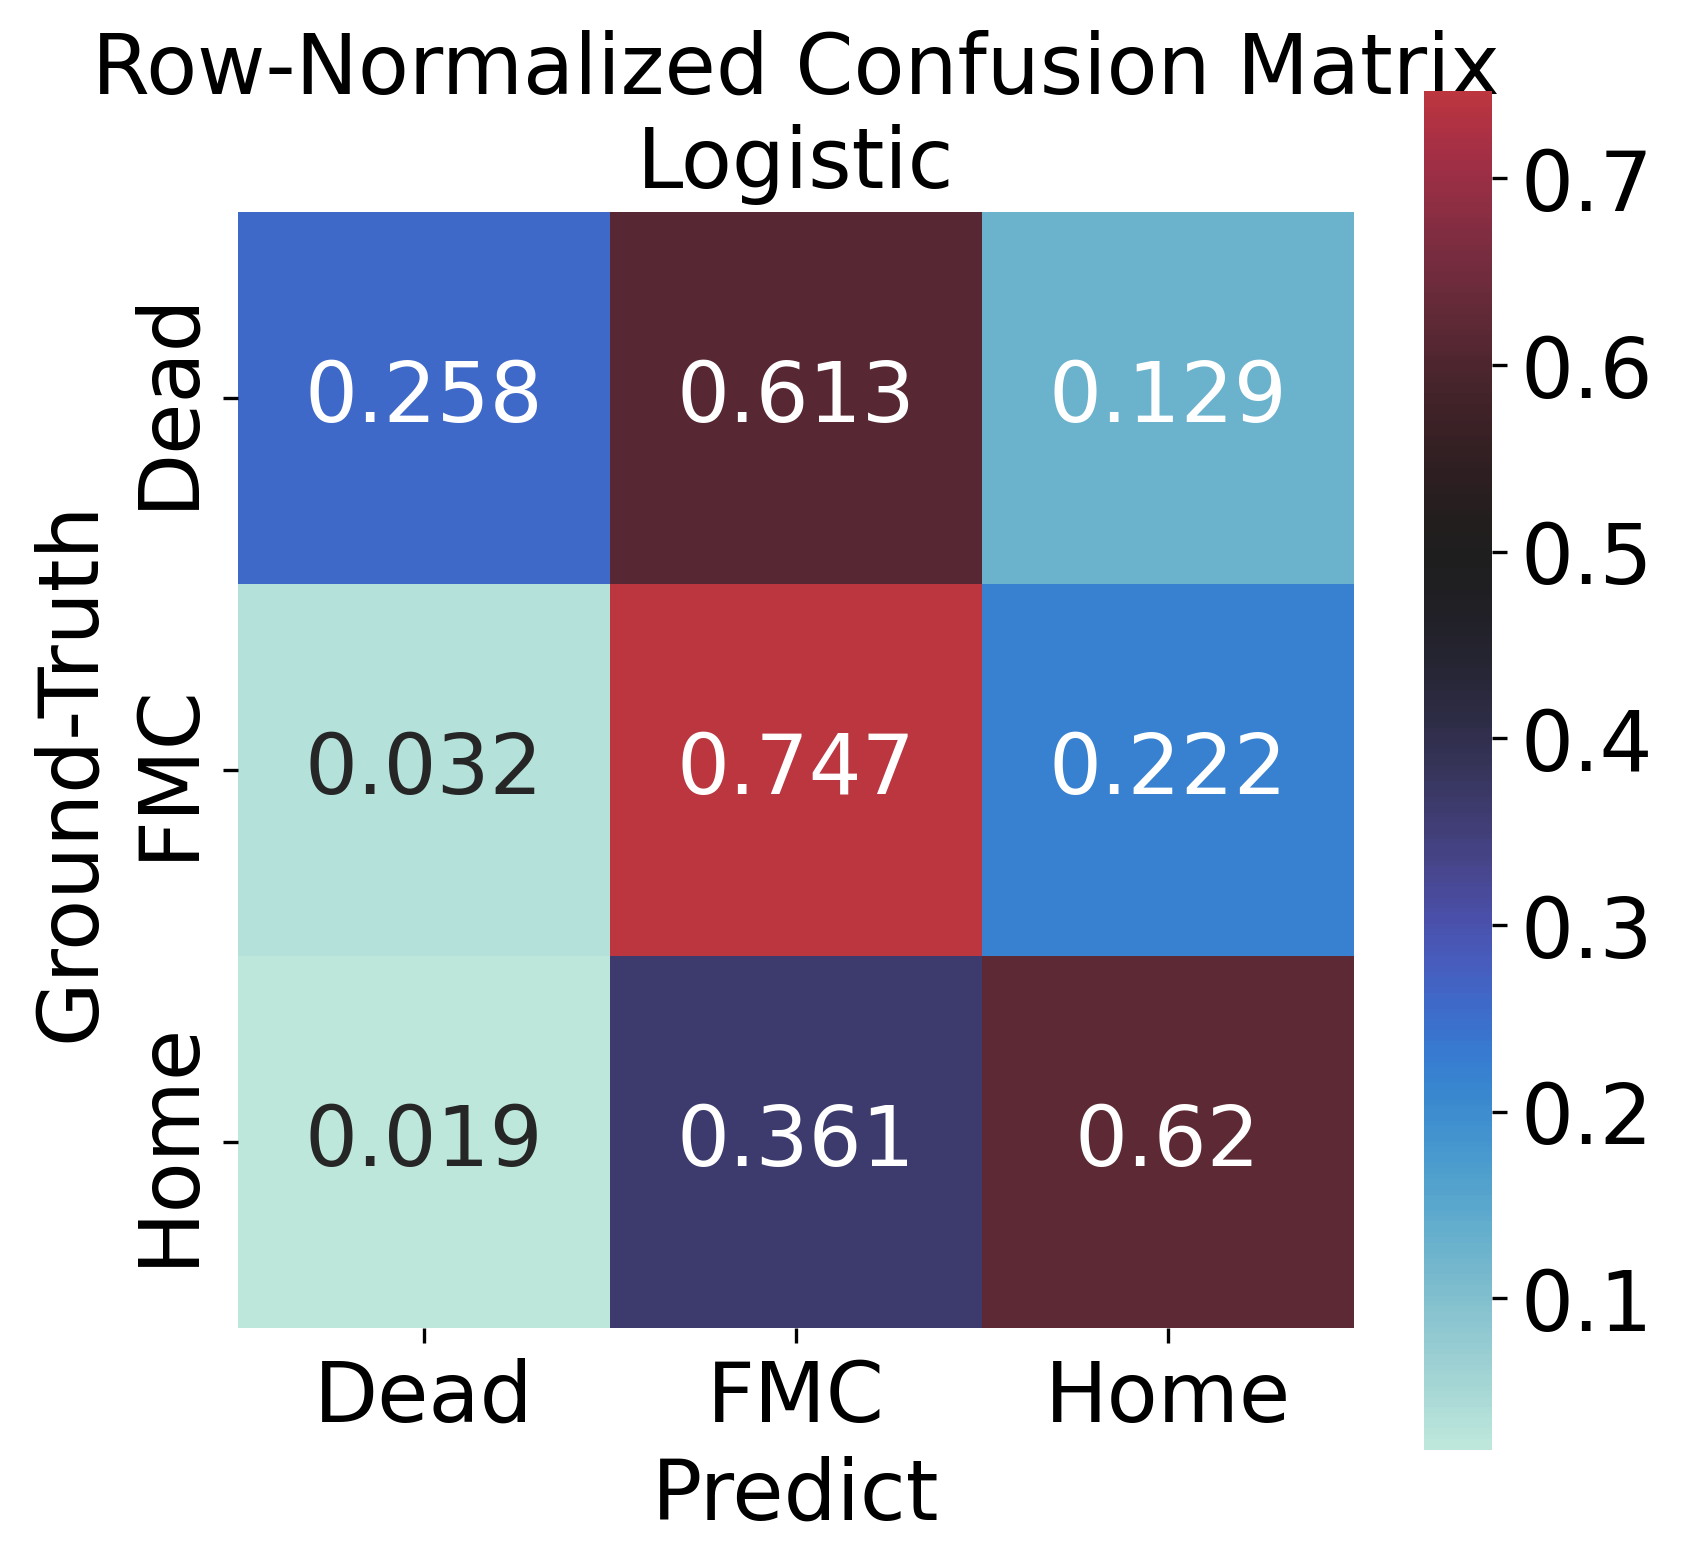 Row-Normalized Confusion Matrix
Logistic
Ground-Truth
Dead
0.258 0.613 0.129
FMC
0.032 0.747 0.222
Home
0.019 0.361 0.62
Dead FMC Home
Predict
0.7
0.6
0.5
0.4
0.3
0.2
0.1